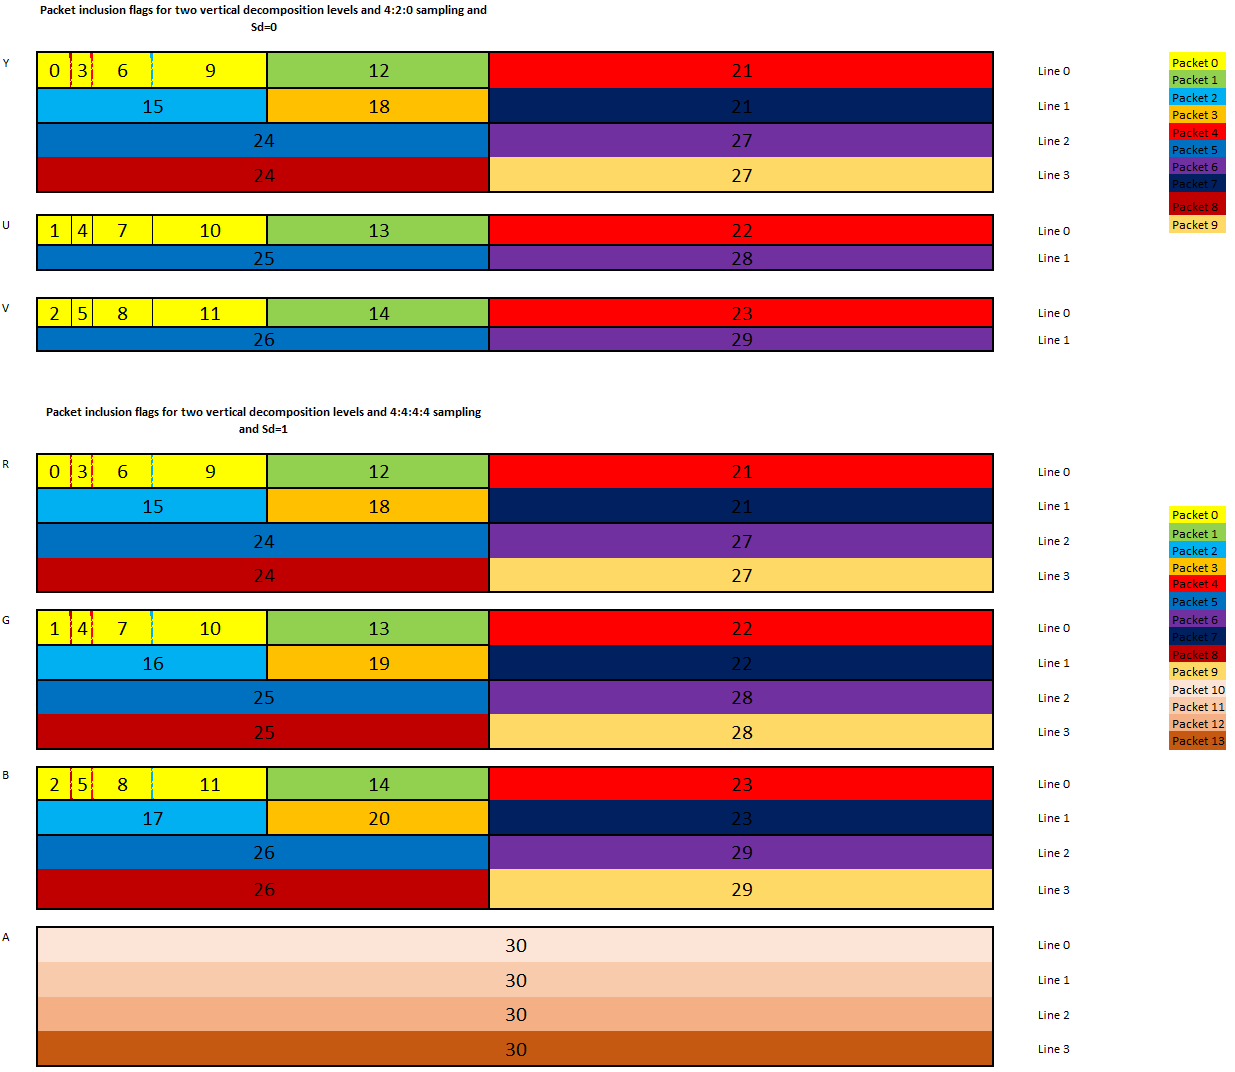 Packet inclusion flags for two vertical decomposition levels and 4:2:0 sampling and
Sd=0
Y
0 3 6 9 12 21 Line 0
15 18 21 Line 1
24 27 Line 2
24 27 Line 3
Packet 0
Packet 1
Packet 2
Packet 3
Packet 4
Packet 5
Packet 6
Packet 7
Packet 8
Packet 9
U
1 4 7 10 13 22 Line 0
25 28 Line 1
V
2 5 8 11 14 23 Line 0
26 29 Line 1
Packet inclusion flags for two vertical decomposition levels and 4:4:4:4 sampling
and Sd=1
R
0 3 6 9 12 21 Line 0
15 18 21 Line 1
24 27 Line 2
24 27 Line 3
G
1 4 7 10 13 22 Line 0
16 19 22 Line 1
25 28 Line 2
25 28 Line 3
B
2 5 8 11 14 23 Line 0
17 20 23 Line 1
26 29 Line 2
26 29 Line 3
A
30 Line 0
30 Line 1
30 Line 2
30 Line 3
Packet 0
Packet 1
Packet 2
Packet 3
Packet 4
Packet 5
Packet 6
Packet 7
Packet 8
Packet 9
Packet 10
Packet 11
Packet 12
Packet 13